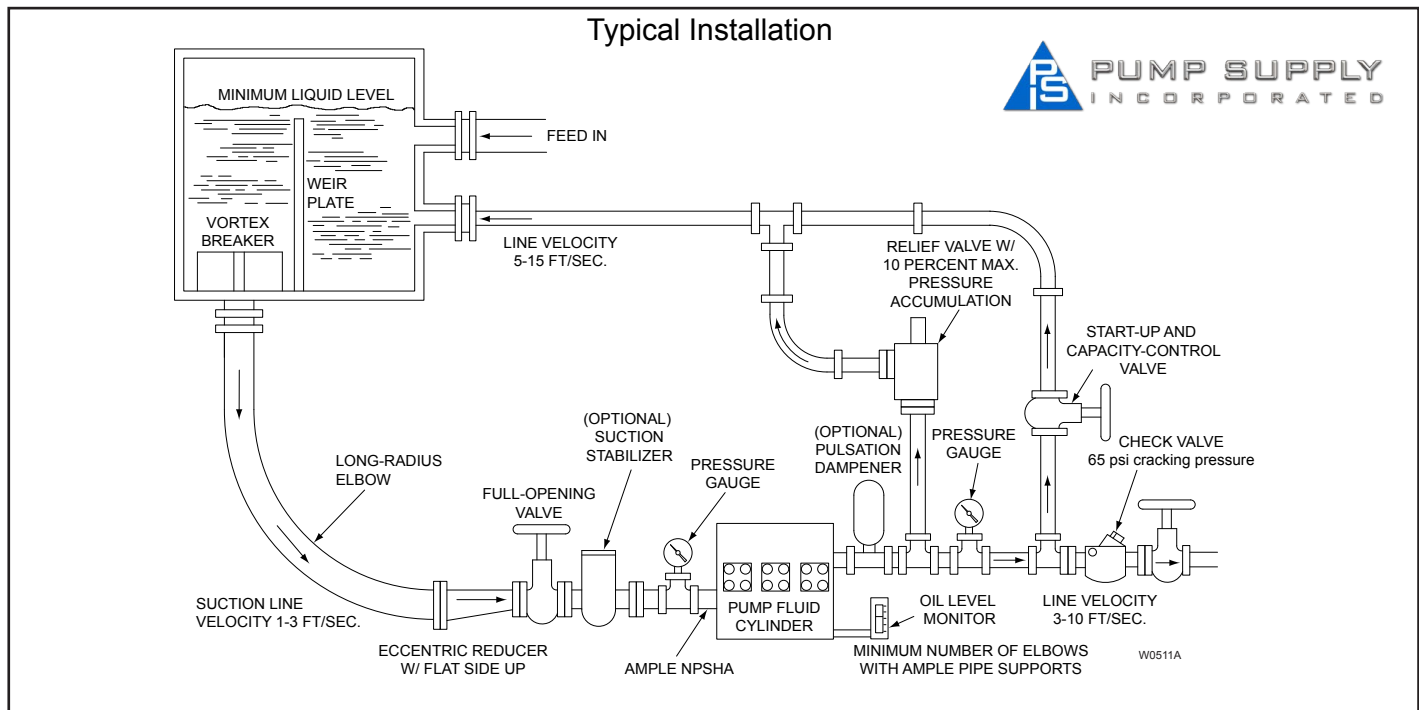 Typical Installation
PiS
PUMP SUPPLY
INCORPORATED
MINIMUM LIQUID LEVEL
FEED IN
WEIR
PLATE
VORTEX
BREAKER
LINE VELOCITY
5-15 FT/SEC.
RELIEF VALVE W/
10 PERCENT MAX.
PRESSURE
ACCUMULATION
START-UP AND
CAPACITY-CONTROL
VALVE
(OPTIONAL)
SUCTION
STABILIZER
(OPTIONAL)
PULSATION
DAMPENER
PRESSURE
GAUGE
CHECK VALVE
65 psi cracking pressure
LONG-RADIUS
ELBOW
PRESSURE
GAUGE
FULL-OPENING
VALVE
SUCTION LINE
VELOCITY 1-3 FT/SEC.
PUMP FLUID
CYLINDER
OIL LEVEL
MONITOR
LINE VELOCITY
3-10 FT/SEC.
ECCENTRIC REDUCER
W/ FLAT SIDE UP
AMPLE NPSHA
MINIMUM NUMBER OF ELBOWS
WITH AMPLE PIPE SUPPORTS
W0511A